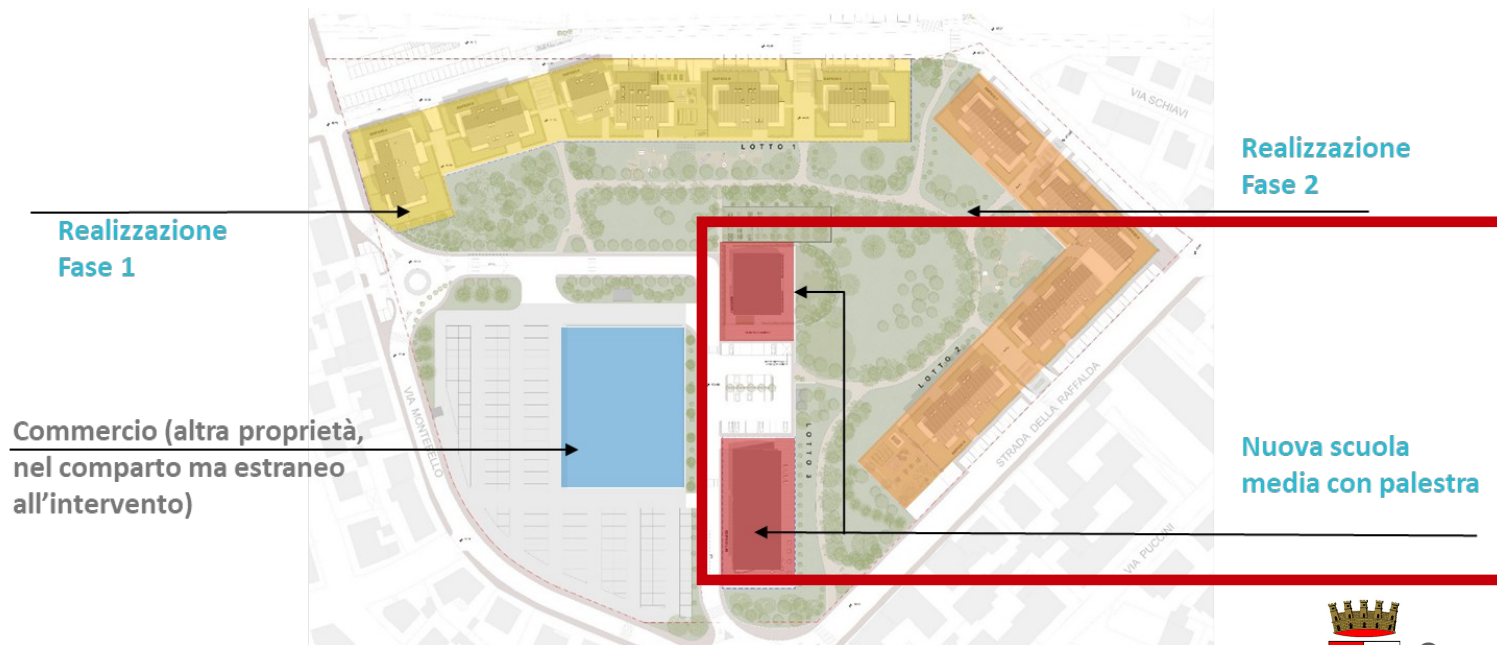 VIA SCHIAVI
Realizzazione
Fase 2
LOTTO 1
Realizzazione
Fase 1
LOTTO 2
STRADA DELLA RAFFALDA
VIA MONTEBELLO
Commercio (altra proprietà,
nel comparto ma estraneo
all'intervento)
LOTTO 3
Nuova scuola
media con palestra
VIA PUCCINI